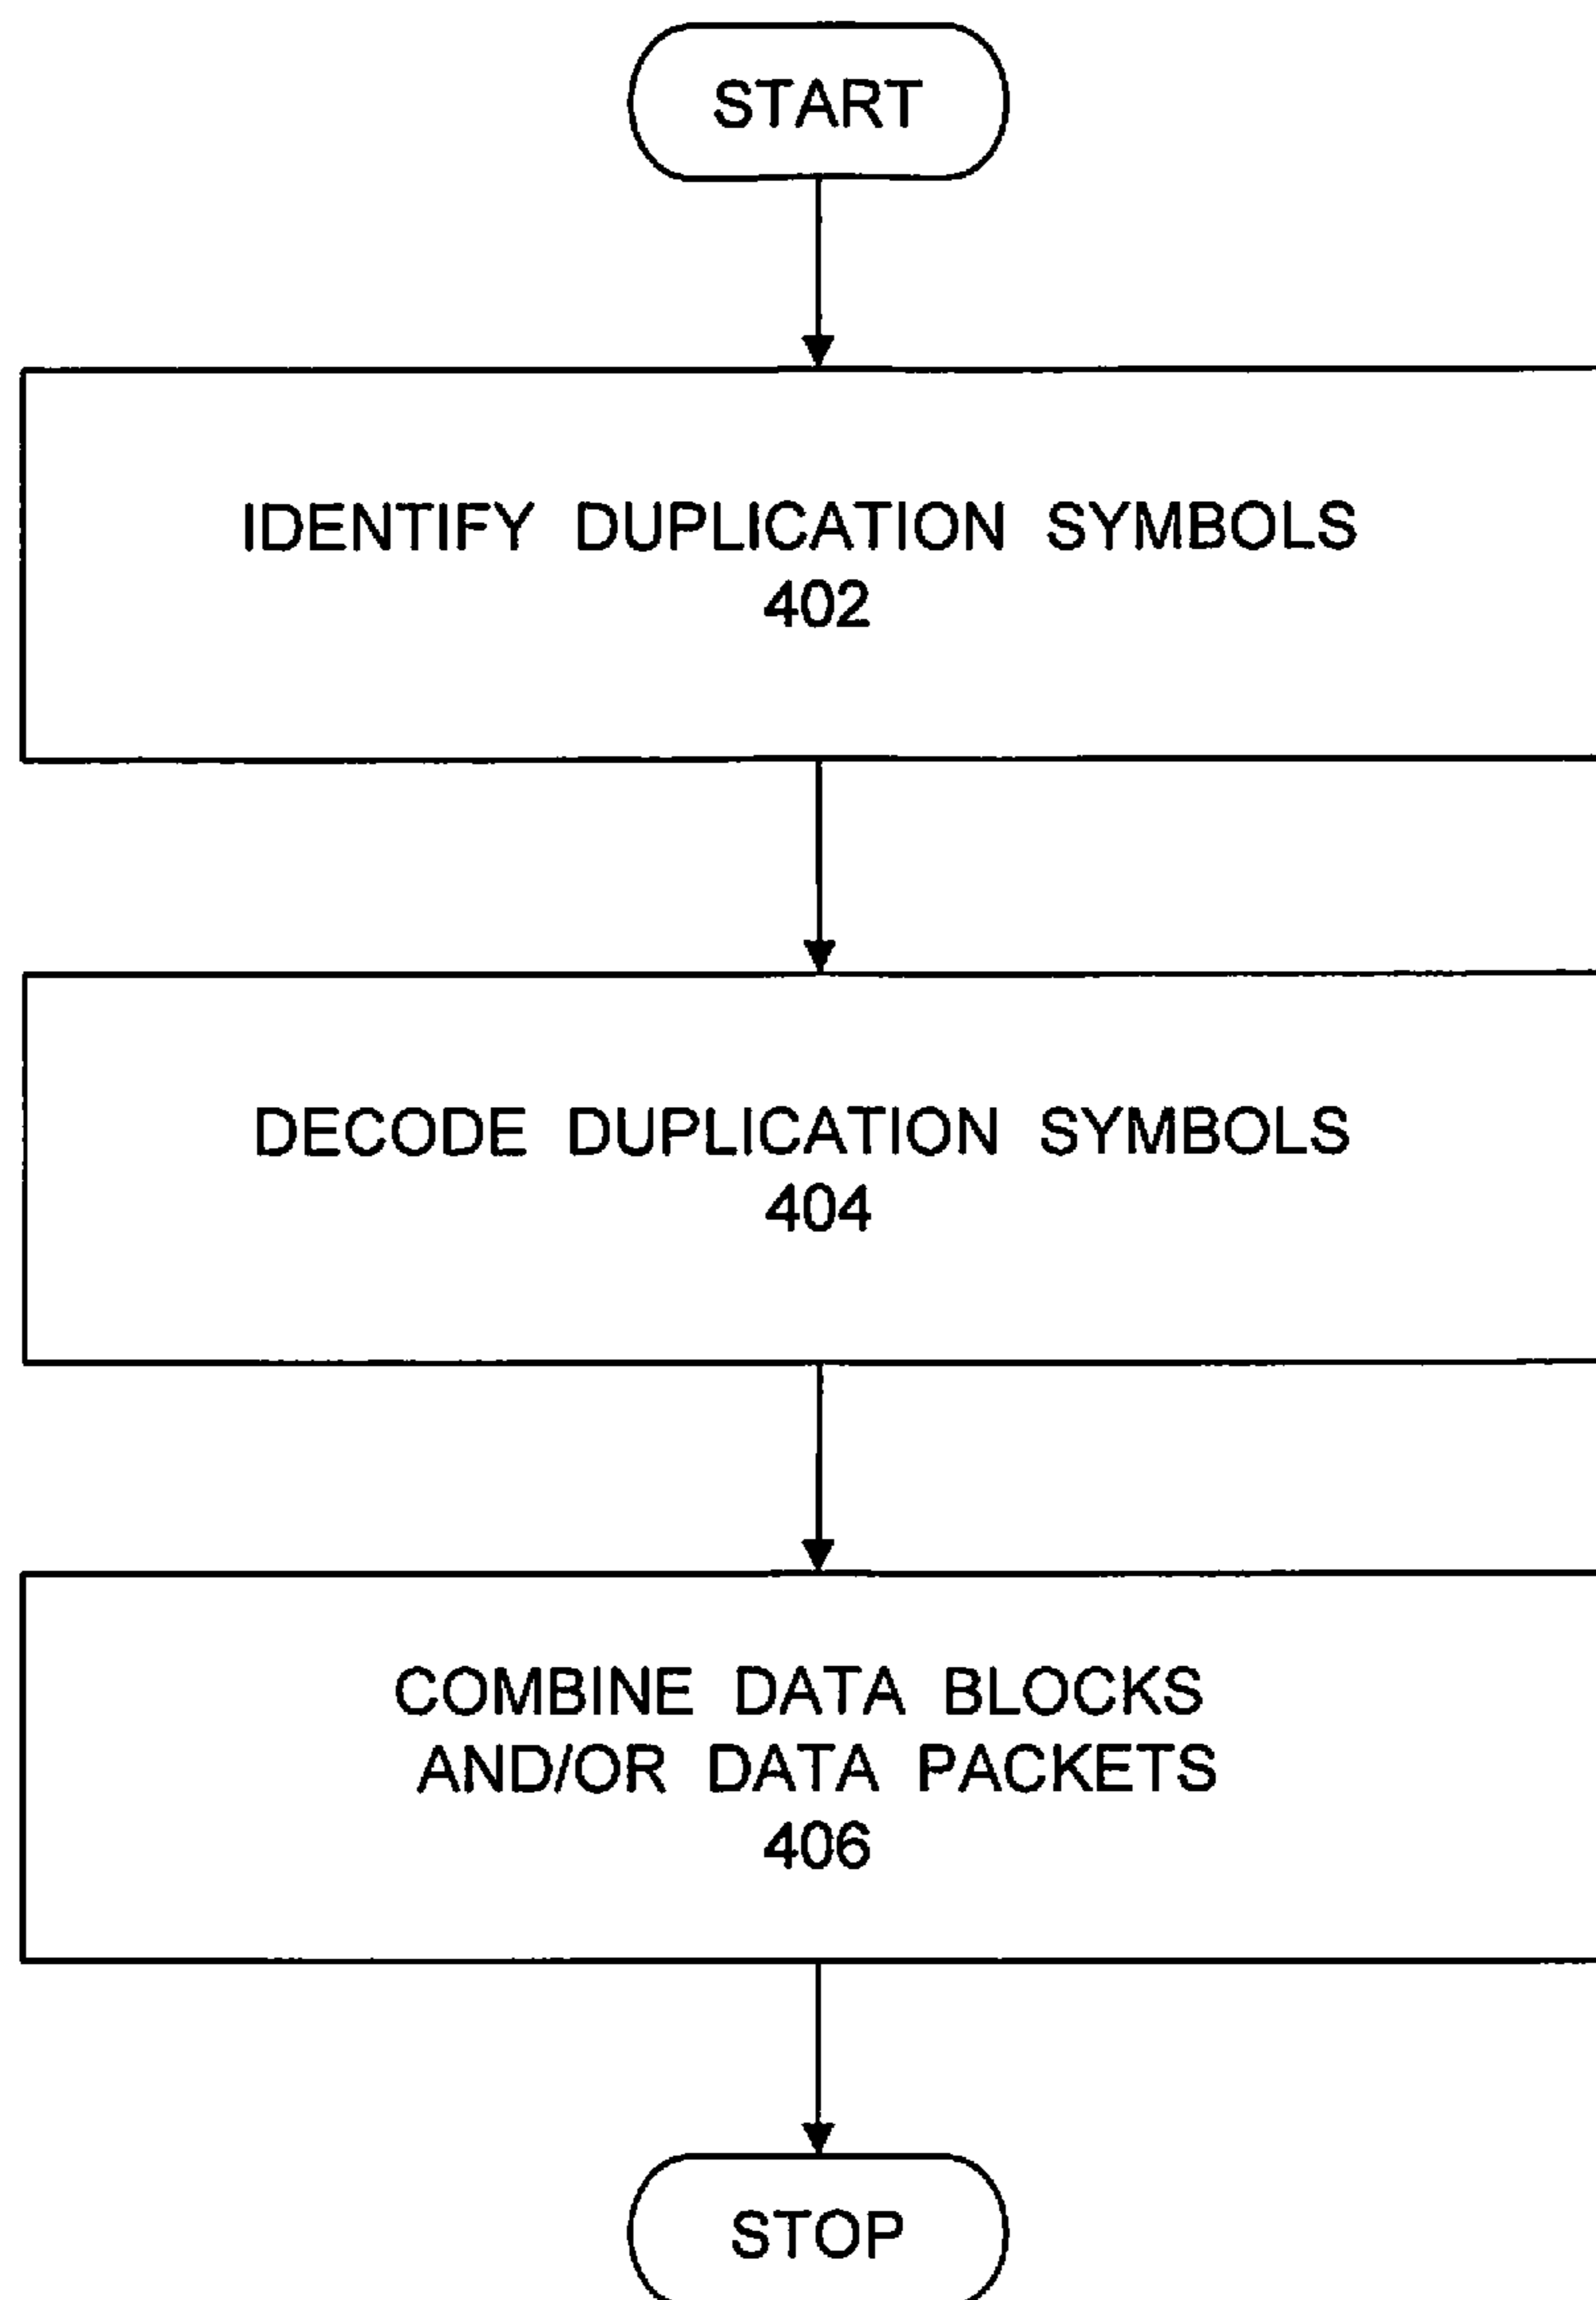 START
IDENTIFY DUPLICATION SYMBOLS
402
DECODE DUPLICATION SYMBOLS
404
COMBINE DATA BLOCKS
AND/OR DATA PACKETS
406
STOP